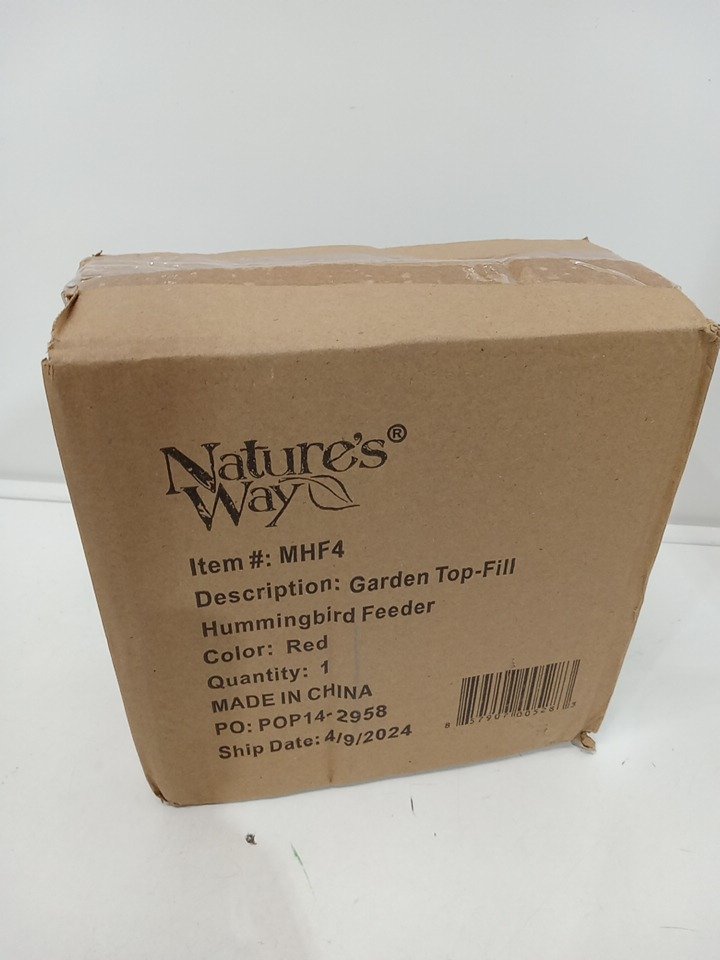 Nature's®
Way
Item #: MHF4
Description: Garden Top-Fill
Hummingbird Feeder
Color: Red
Quantity: 1
MADE IN CHINA
PO: POP14-2958
Ship Date: 4/9/2024